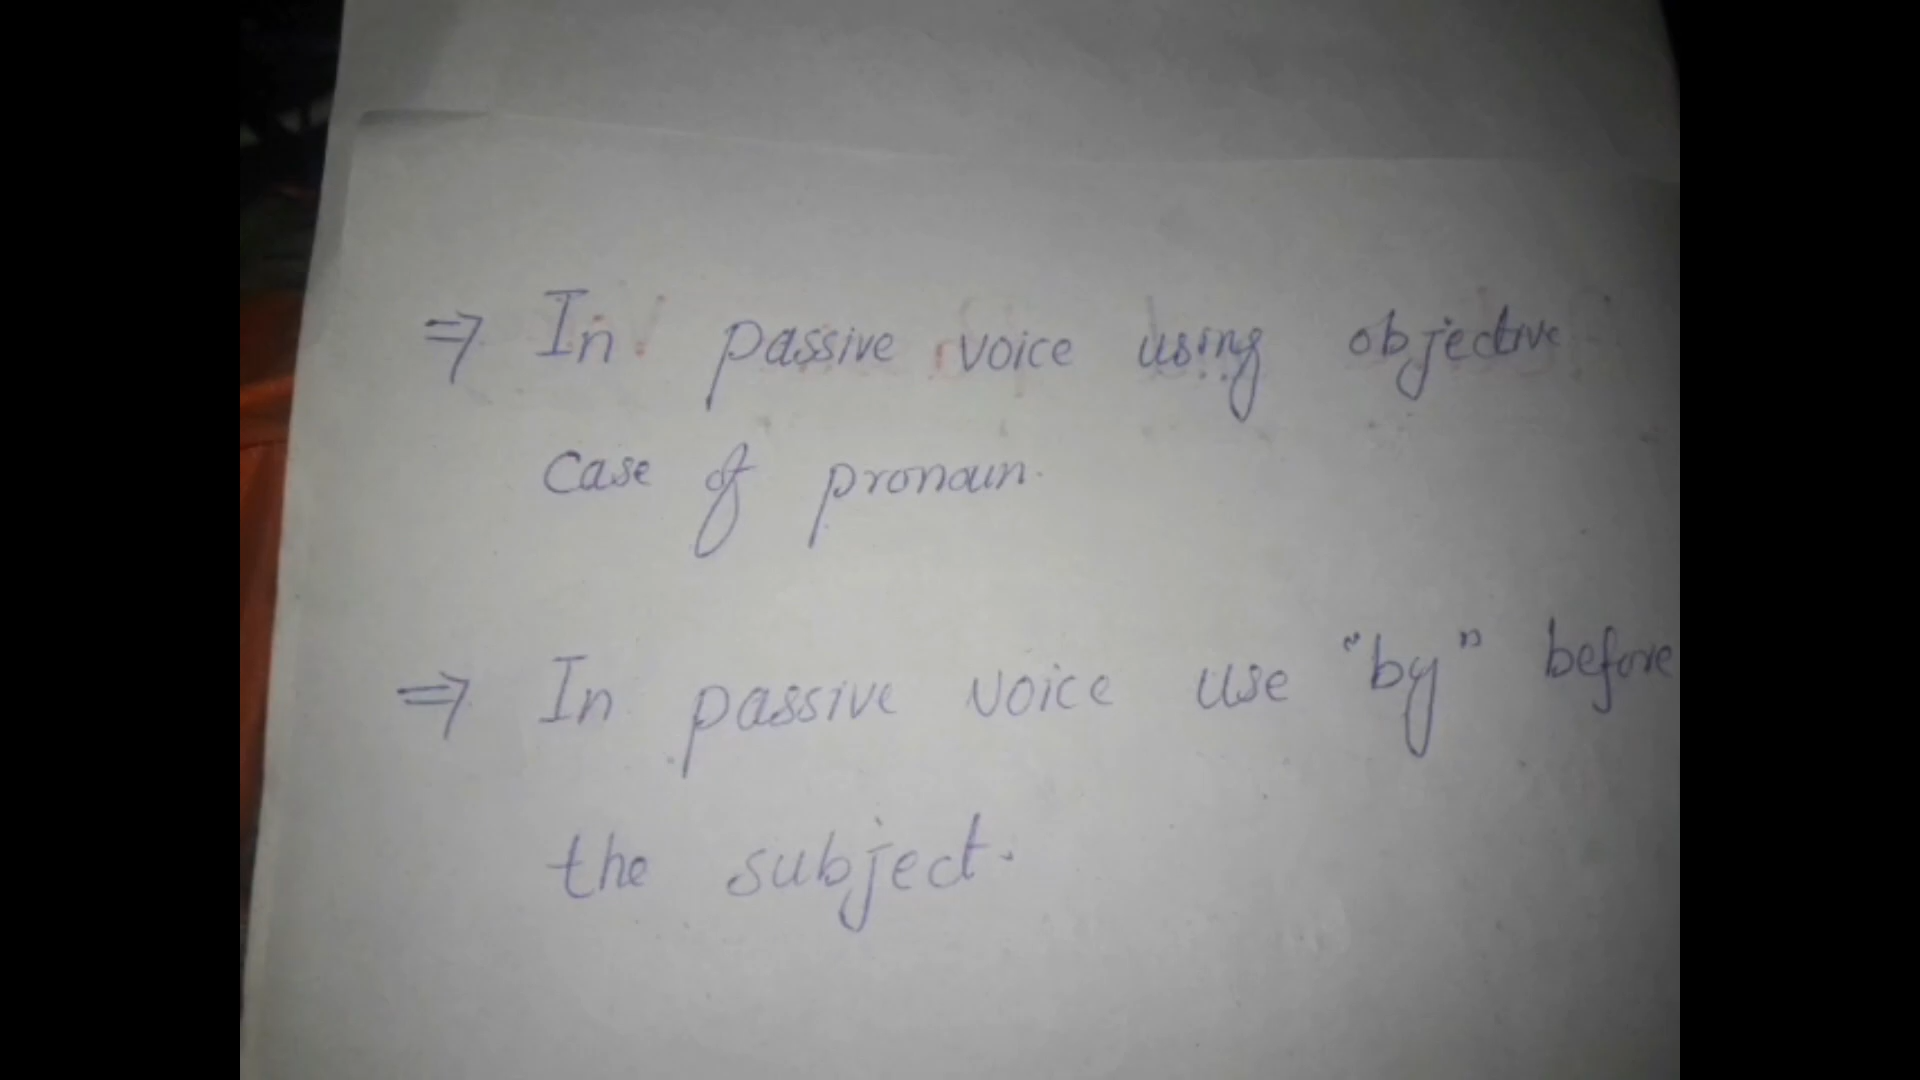 ⇒ In passive voice using objective
case of pronoun.
⇒ In passive voice use "by" before
the subject.